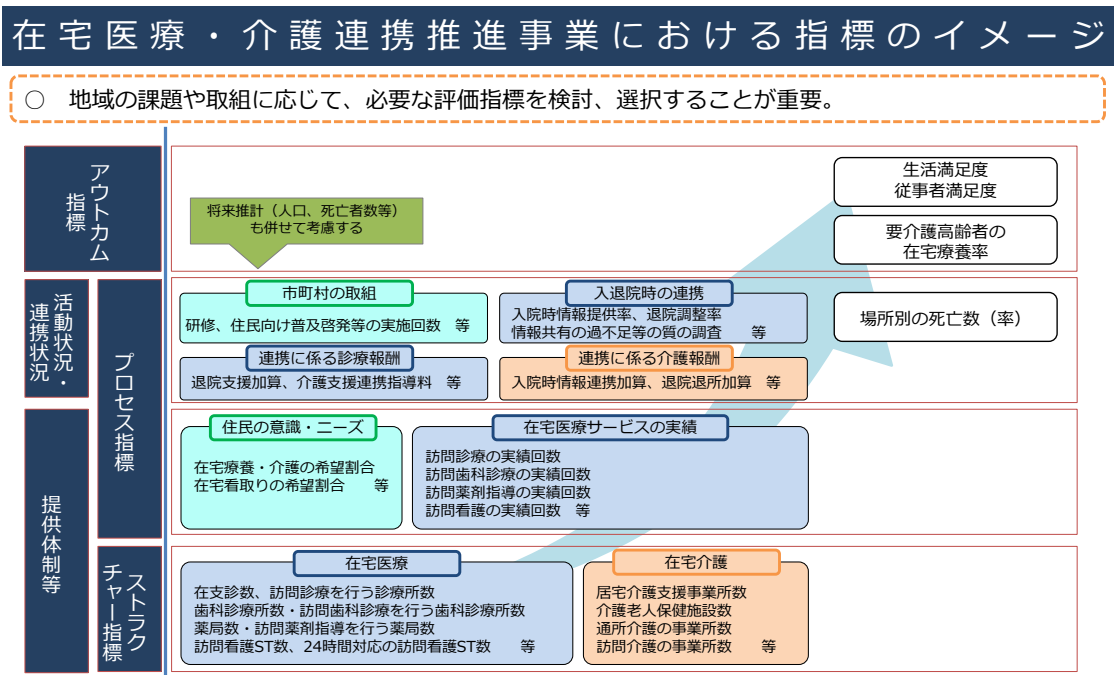 在宅医療・介護連携推進事業における指標のイメージ
○　地域の課題や取組に応じて、必要な評価指標を検討、選択することが重要。
アウトカム
指標
将来推計（人口、死亡者数等）
も併せて考慮する
生活満足度
従事者満足度
要介護高齢者の
在宅療養率
活動状況・
連携状況
プロセス指標
市町村の取組
研修、住民向け普及啓発等の実施回数　等
入退院時の連携
入院時情報提供率、退院調整率
情報共有の過不足等の質の調査　　等
場所別の死亡数（率）
連携に係る診療報酬
退院支援加算、介護支援連携指導料　等
連携に係る介護報酬
入院時情報連携加算、退院退所加算　等
提供体制等
住民の意識・ニーズ
在宅療養・介護の希望割合
在宅看取りの希望割合　　等
在宅医療サービスの実績
訪問診療の実績回数
訪問歯科診療の実績回数
訪問薬剤指導の実績回数
訪問看護の実績回数　等
ストラク
チャー指標
在宅医療
在支診数、訪問診療を行う診療所数
歯科診療所数・訪問歯科診療を行う歯科診療所数
薬局数・訪問薬剤指導を行う薬局数
訪問看護ST数、24時間対応の訪問看護ST数　　等
在宅介護
居宅介護支援事業所数
介護老人保健施設数
通所介護の事業所数
訪問介護の事業所数　　等